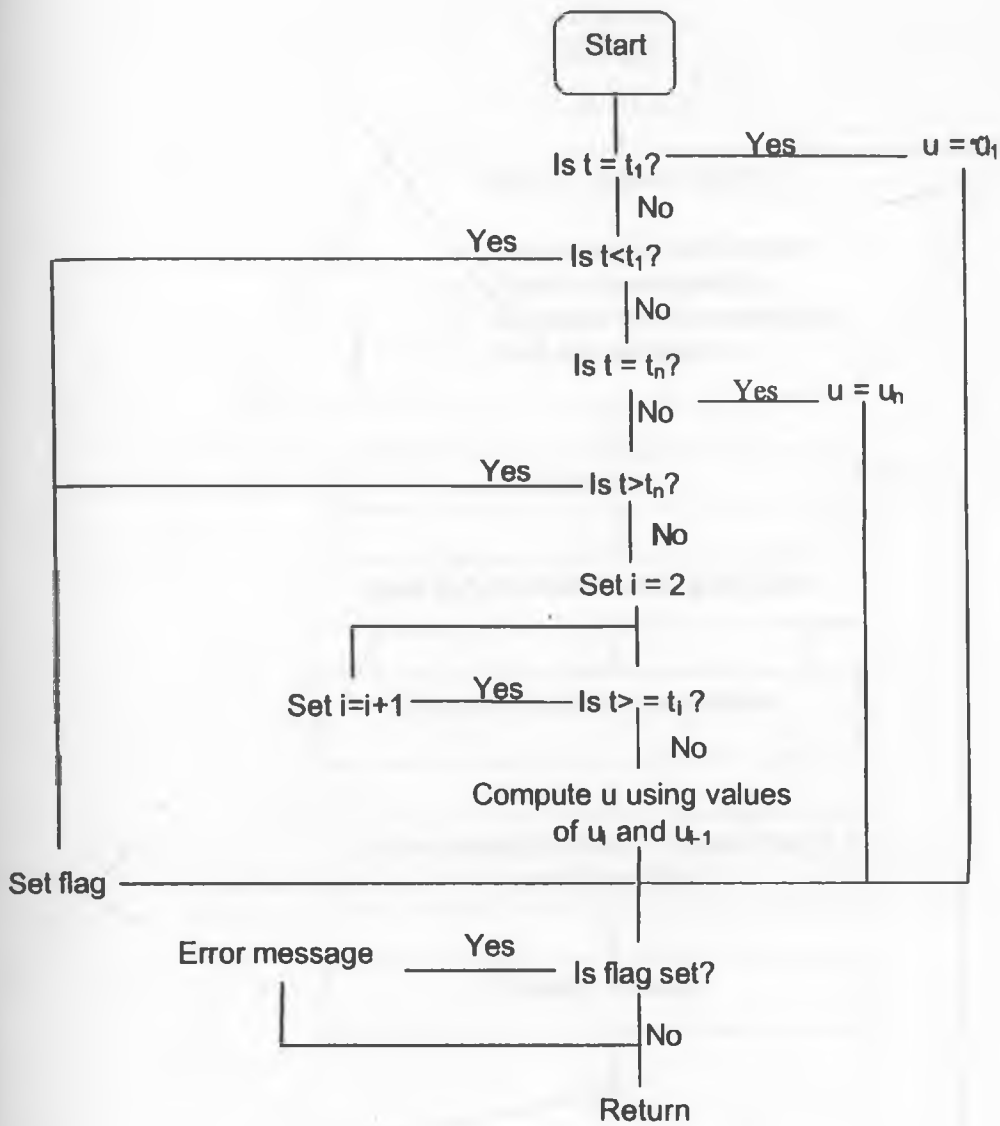 Start
Is t = t₁?
Yes
u = u₁
No
Yes
Is t<t₁?
No
Is t = tₙ?
Yes
u = uₙ
No
Yes
Is t>tₙ?
No
Set i = 2
Set i=i+1
Yes
Is t> = tᵢ ?
No
Compute u using values
of uᵢ and uᵢ₋₁
Set flag
Error message
Yes
Is flag set?
No
Return